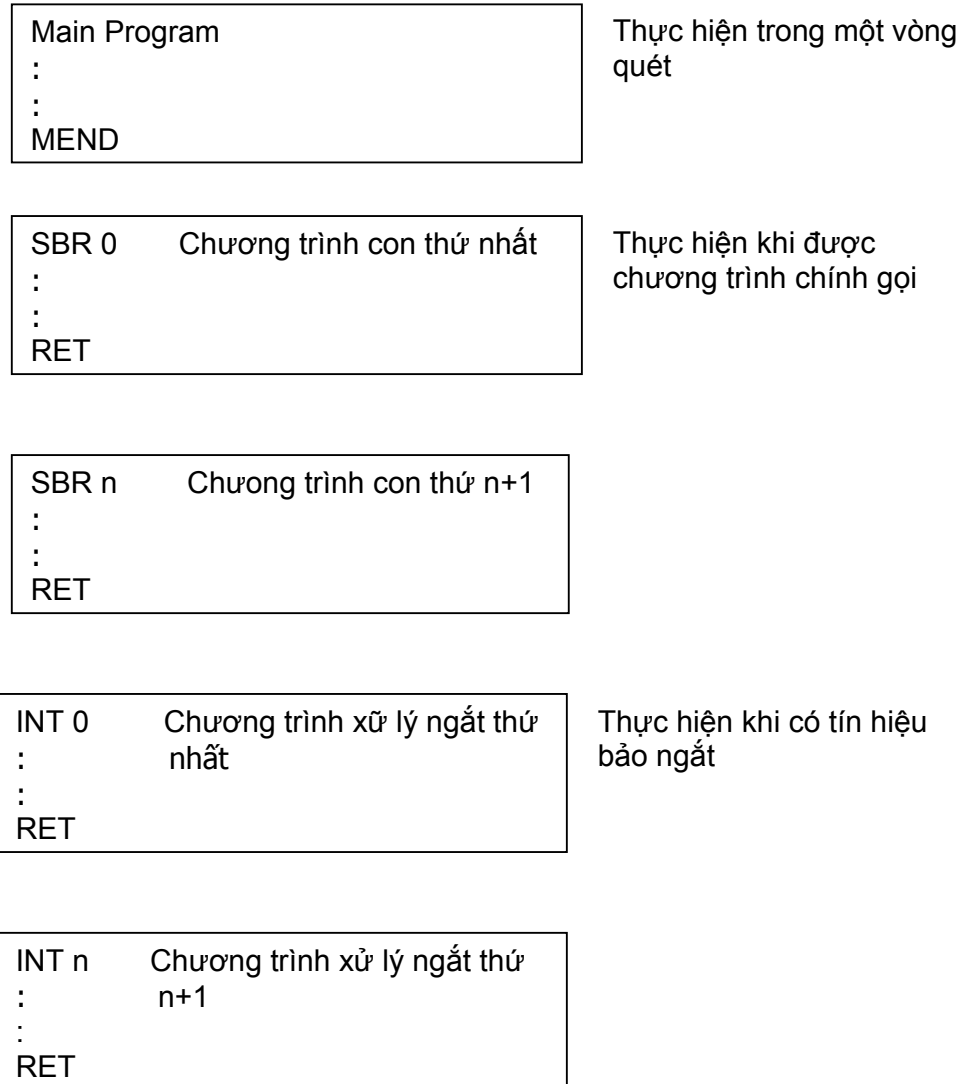 Main Program
Thực hiện trong một vòng
quét
:
:
MEND
SBR 0 Chương trình con thứ nhất
Thực hiện khi được
chương trình chính gọi
:
:
RET
SBR n Chưong trình con thứ n+1
:
:
RET
INT 0 Chương trình xữ lý ngắt thứ
Thực hiện khi có tín hiệu
: nhất
bảo ngắt
:
RET
INT n Chương trình xử lý ngắt thứ
: n+1
:
RET